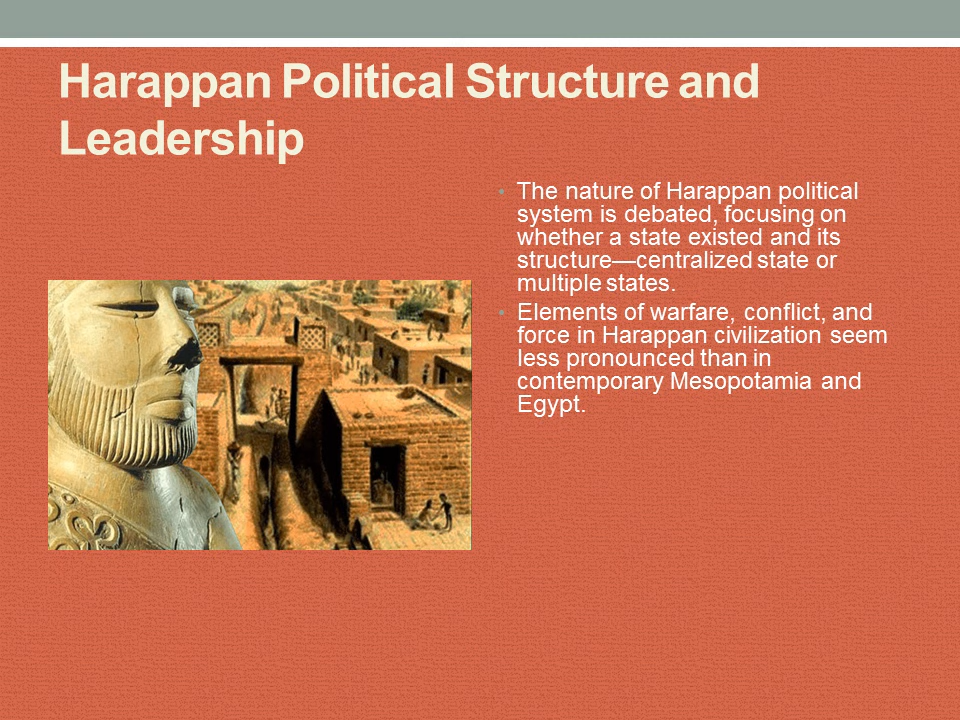 Harappan Political Structure and
Leadership
• The nature of Harappan political
system is debated, focusing on
whether a state existed and its
structure—centralized state or
multiple states.
• Elements of warfare, conflict, and
force in Harappan civilization seem
less pronounced than in
contemporary Mesopotamia and
Egypt.